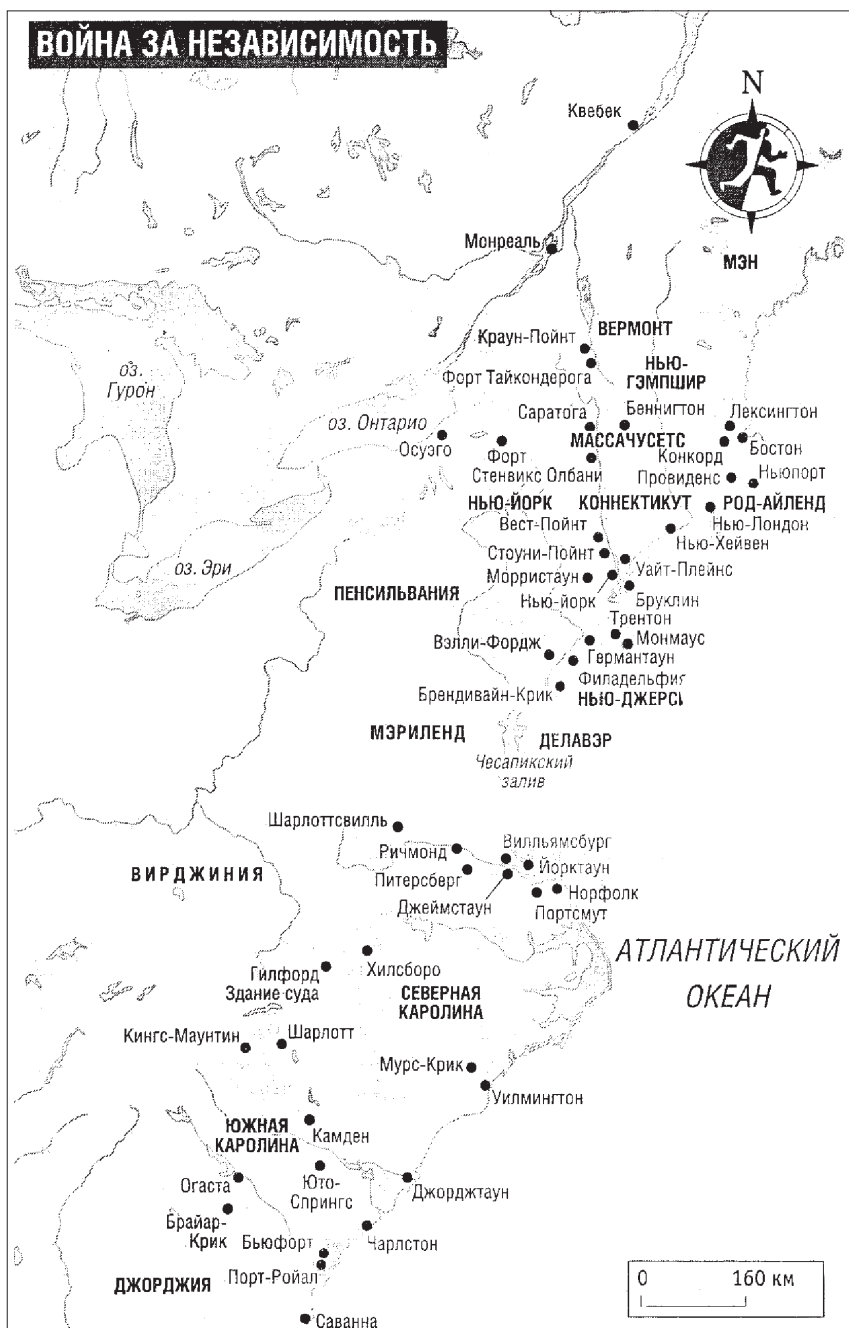 ВОЙНА ЗА НЕЗАВИСИМОСТЬ
N
Квебек
Монреаль
МЭН
Краун-Пойнт
ВЕРМОНТ
Форт Тайкондерога
НЬЮ-
ГЭМПШИР
оз.
Гурон
оз. Онтарио
Саратога
Беннигтон
Лексингтон
Осуэго
Форт
Стенвикс
МАССАЧУСЕТС
Конкорд
Бостон
Олбани
Провиденс
Ньюпорт
НЬЮ-ЙОРК
КОННЕКТИКУТ
РОД-АЙЛЕНД
Вест-Пойнт
Нью-Лондон
Нью-Хейвен
оз. Эри
Стоуни-Пойнт
Уайт-Плейнс
ПЕНСИЛЬВАНИЯ
Морристаун
Нью-йорк
Бруклин
Трентон
Вэлли-Фордж
Монмаус
Германтаун
Филадельфия
Брендивайн-Крик
НЬЮ-ДЖЕРСИ
МЭРИЛЕНД
ДЕЛАВЭР
Чесапикский
залив
Шарлоттсвилль
Вилльямсбург
Ричмонд
Йорктаун
ВИРДЖИНИЯ
Питерсберг
Норфолк
Джеймстаун
Портсмут
АТЛАНТИЧЕСКИЙ
ОКЕАН
Гилфорд
Здание суда
Хилсборо
СЕВЕРНАЯ
КАРОЛИНА
Кингс-Маунтин
Шарлотт
Мурс-Крик
Уилмингтон
ЮЖНАЯ
КАРОЛИНА
Камден
Огаста
Юто-
Спрингс
Джорджтаун
Брайар-
Крик
Бьюфорт
Чарлстон
ДЖОРДЖИЯ
Порт-Ройал
Саванна
0 160 км